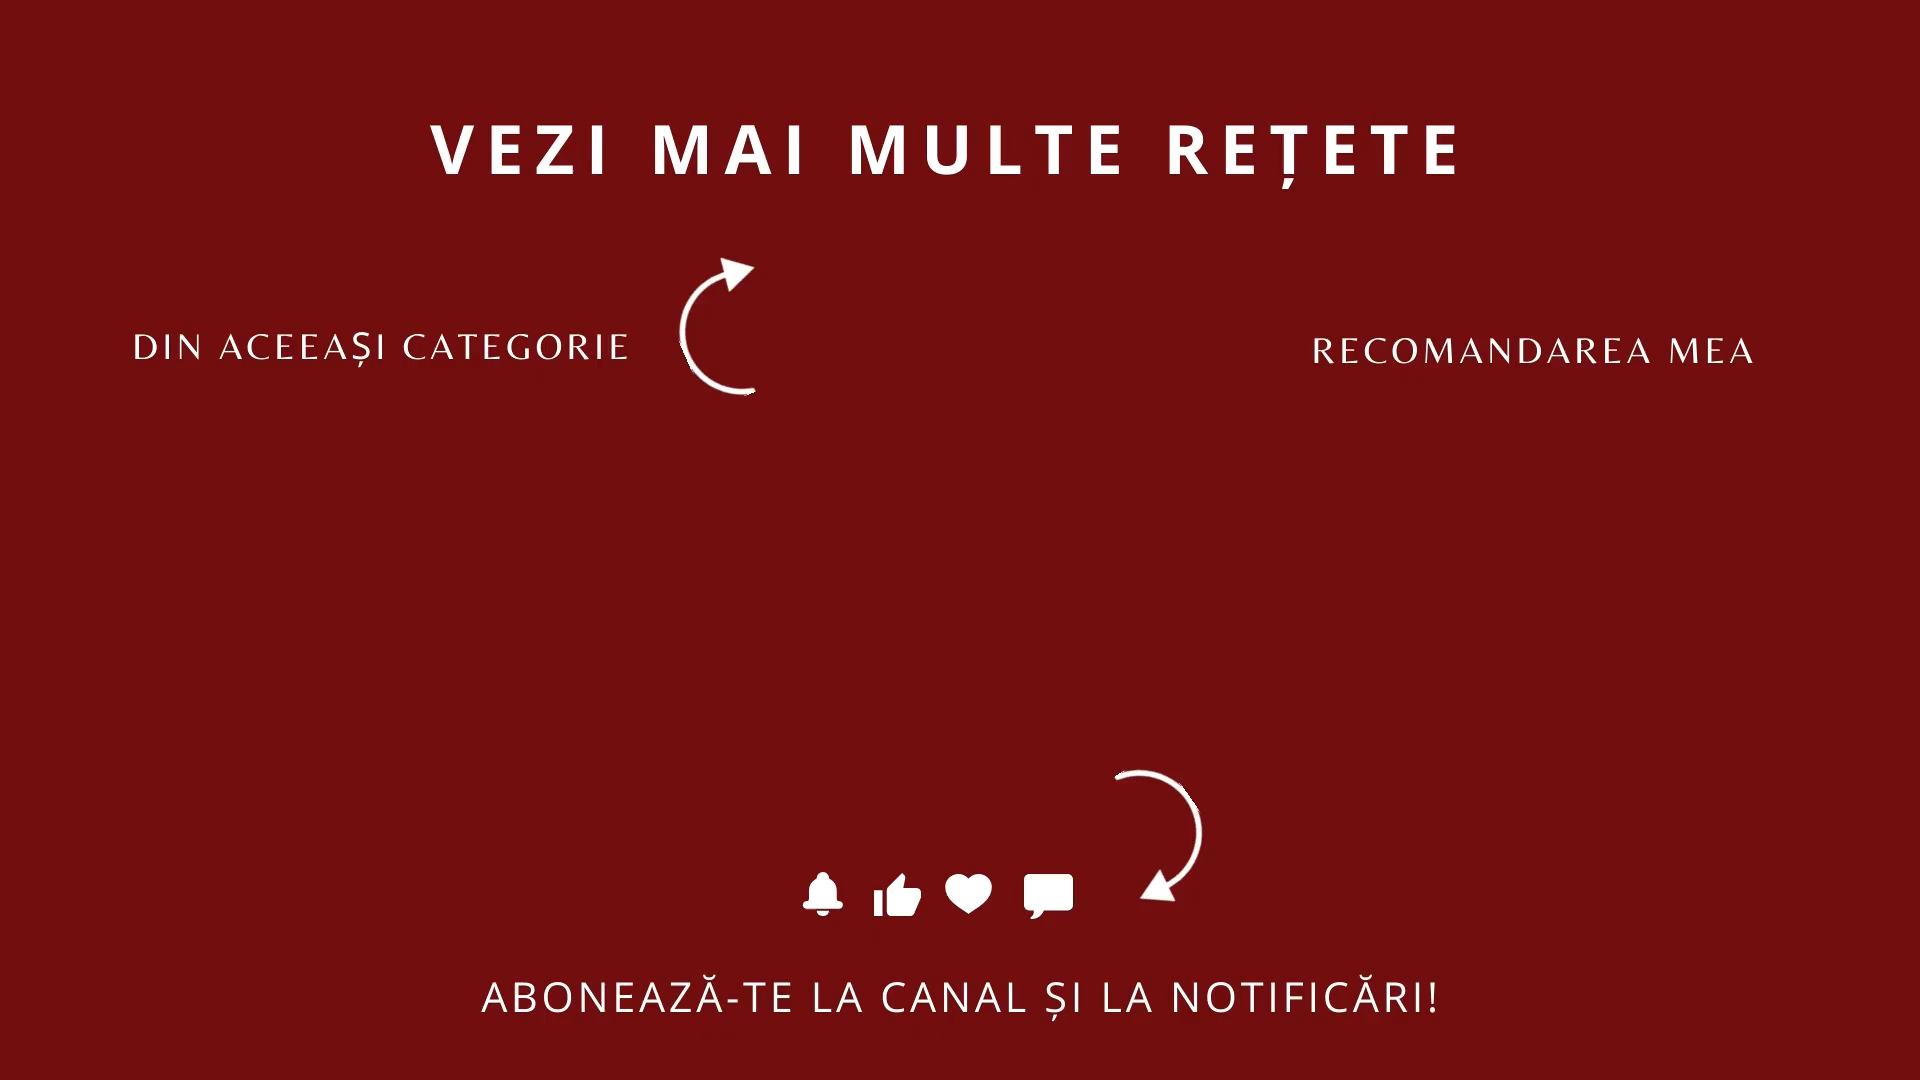 VEZI MAI MULTE REȚETE
DIN ACEEAȘI CATEGORIE
RECOMANDAREA MEA
ABONEAZĂ-TE LA CANAL ȘI LA NOTIFICĂRI!